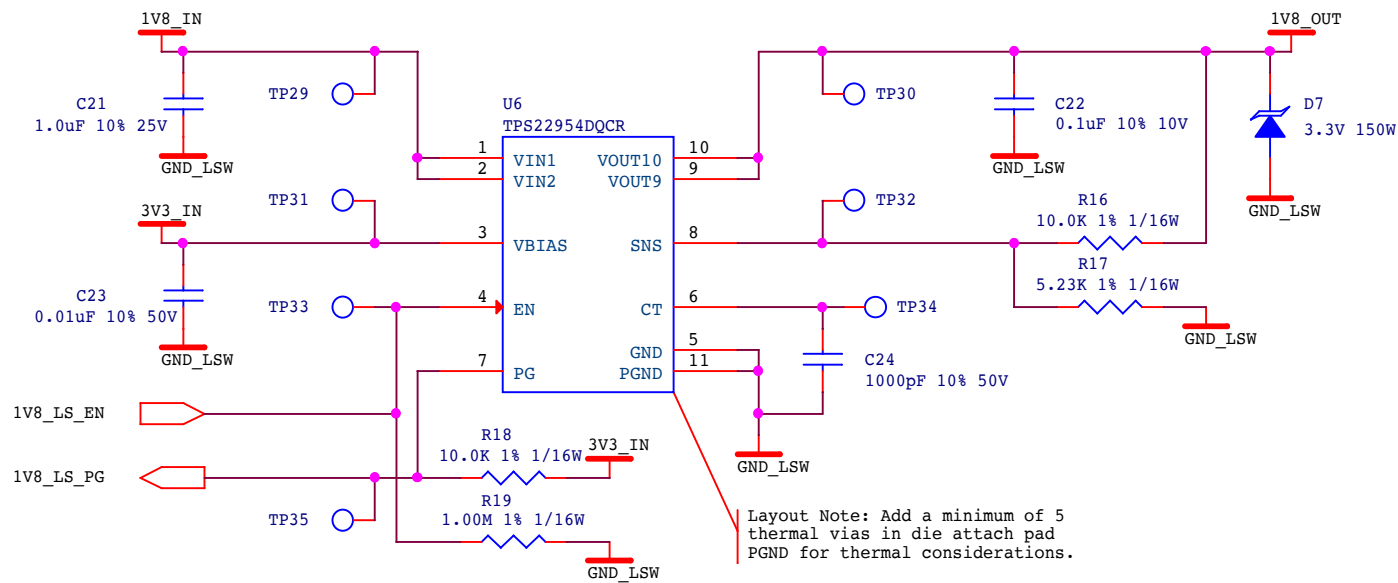 1V8_IN
1V8_OUT
C21
1.0uF 10% 25V
TP29
GND_LSW
U6
TPS22954DQCR
TP30
C22
0.1uF 10% 10V
GND_LSW
D7
3.3V 150W
GND_LSW
1 VIN1
2 VIN2
VOUT10 10
VOUT9 9
TP31
TP32
3V3_IN
3 VBIAS
SNS 8
R16
10.0K 1% 1/16W
R17
5.23K 1% 1/16W
GND_LSW
C23
0.01uF 10% 50V
GND_LSW
TP33
4 EN
CT 6
TP34
GND 5
PGND 11
7 PG
C24
1000pF 10% 50V
GND_LSW
1V8_LS_EN
1V8_LS_PG
R18
10.0K 1% 1/16W
3V3_IN
TP35
R19
1.00M 1% 1/16W
GND_LSW
Layout Note: Add a minimum of 5
thermal vias in die attach pad
PGND for thermal considerations.